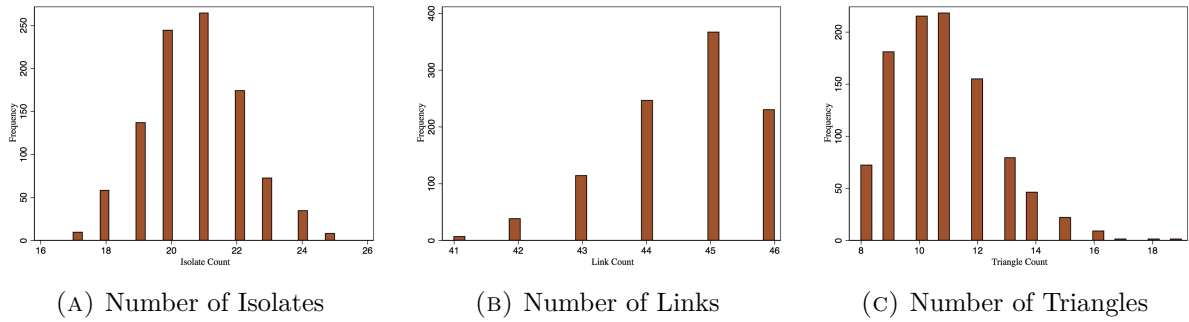 250
200
150
100
50
0
Frequency
16 18 20 22 24 26
Isolate Count
(A) Number of Isolates
400
300
200
100
0
Frequency
41 42 43 44 45 46
Link Count
(B) Number of Links
200
150
100
50
0
Frequency
8 10 12 14 16 18
Triangle Count
(C) Number of Triangles